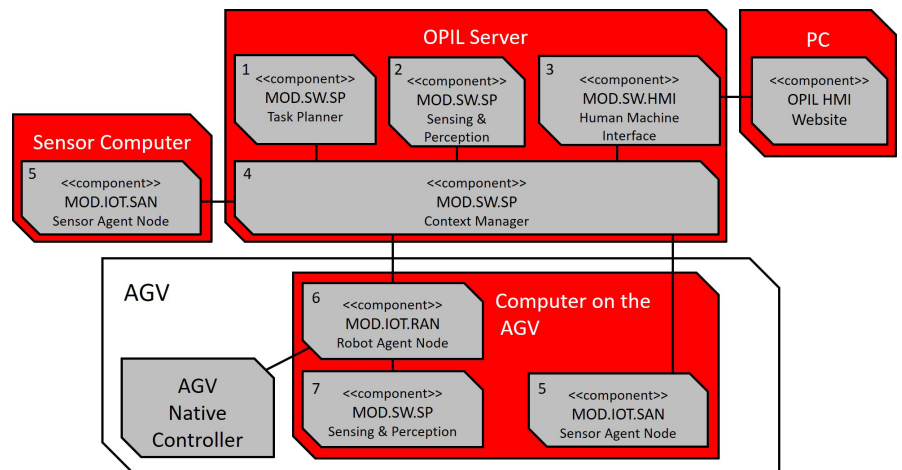 OPIL Server
1
<<component>>
MOD.SW.SP
Task Planner
2
<<component>>
MOD.SW.SP
Sensing &
Perception
3
<<component>>
MOD.SW.HMI
Human Machine
Interface
PC
<<component>>
OPIL HMI
Website
Sensor Computer
5
<<component>>
MOD.IOT.SAN
Sensor Agent Node
4
<<component>>
MOD.SW.SP
Context Manager
AGV
Computer on the
AGV
6
<<component>>
MOD.IOT.RAN
Robot Agent Node
AGV
Native
Controller
7
<<component>>
MOD.SW.SP
Sensing & Perception
5
<<component>>
MOD.IOT.SAN
Sensor Agent Node